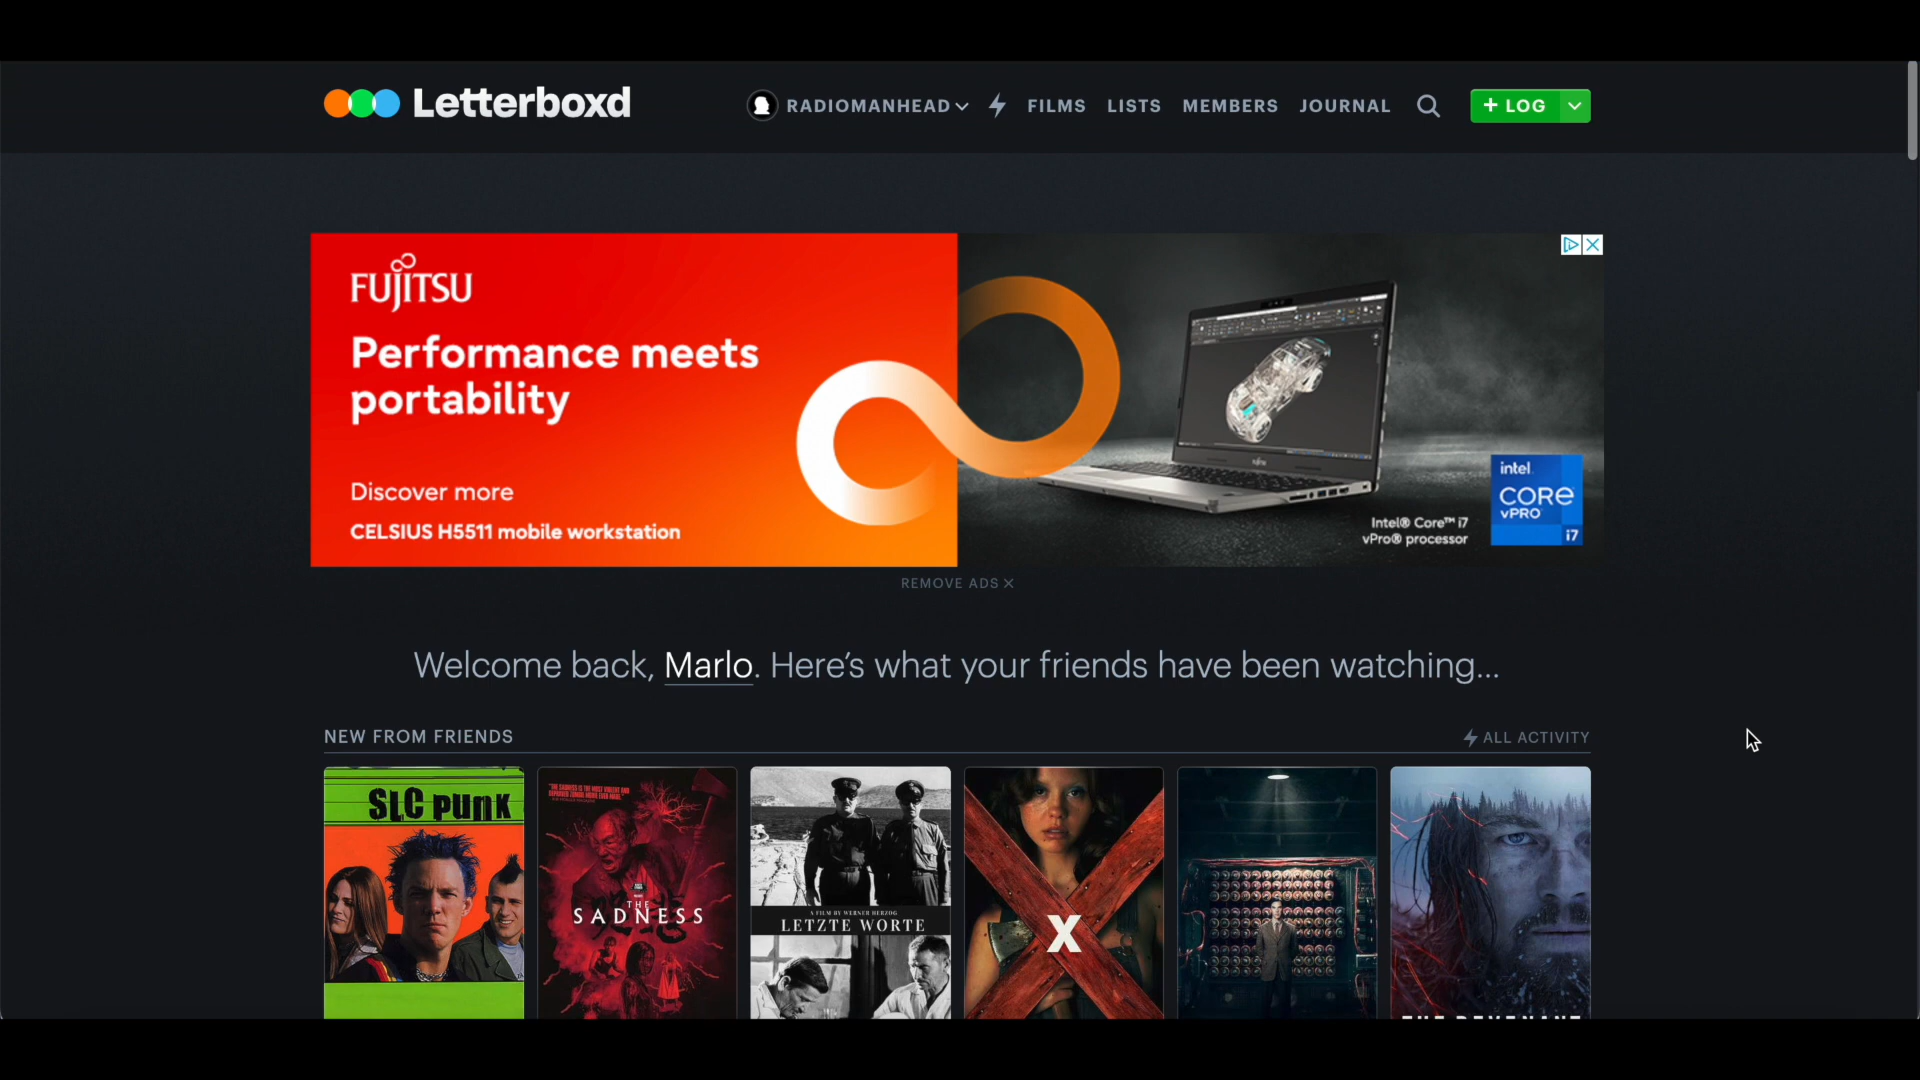 Letterboxd
RADIOMANHEAD
FILMS
LISTS
MEMBERS
JOURNAL
+ LOG
FUJITSU
Performance meets
portability
Discover more
CELSIUS H5511 mobile workstation
Intel® Core™ i7
vPro® processor
intel.
CORE
vPRO
i7
REMOVE ADS ×
Welcome back, Marlo. Here’s what your friends have been watching...
NEW FROM FRIENDS
ALL ACTIVITY
SLC PUNK
THE
SADNESS
A FILM BY WERNER HERZOG
LETZTE WORTE
X
THE REVENANT